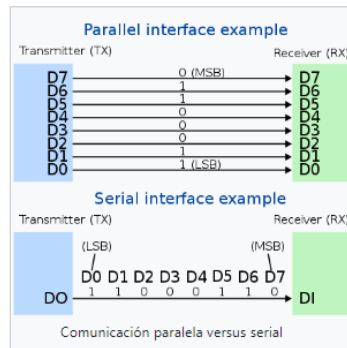 Parallel interface example
Transmitter (TX) Receiver (RX)
D7 0 (MSB) D7
D6 1 D6
D5 1 D5
D4 0 D4
D3 0 D3
D2 0 D2
D1 1 D1
D0 1 (LSB) D0
Serial interface example
Transmitter (TX) Receiver (RX)
(LSB) (MSB)
D0 D1 D2 D3 D4 D5 D6 D7
DO 1 1 0 0 0 1 1 0 DI
Comunicación paralela versus serial